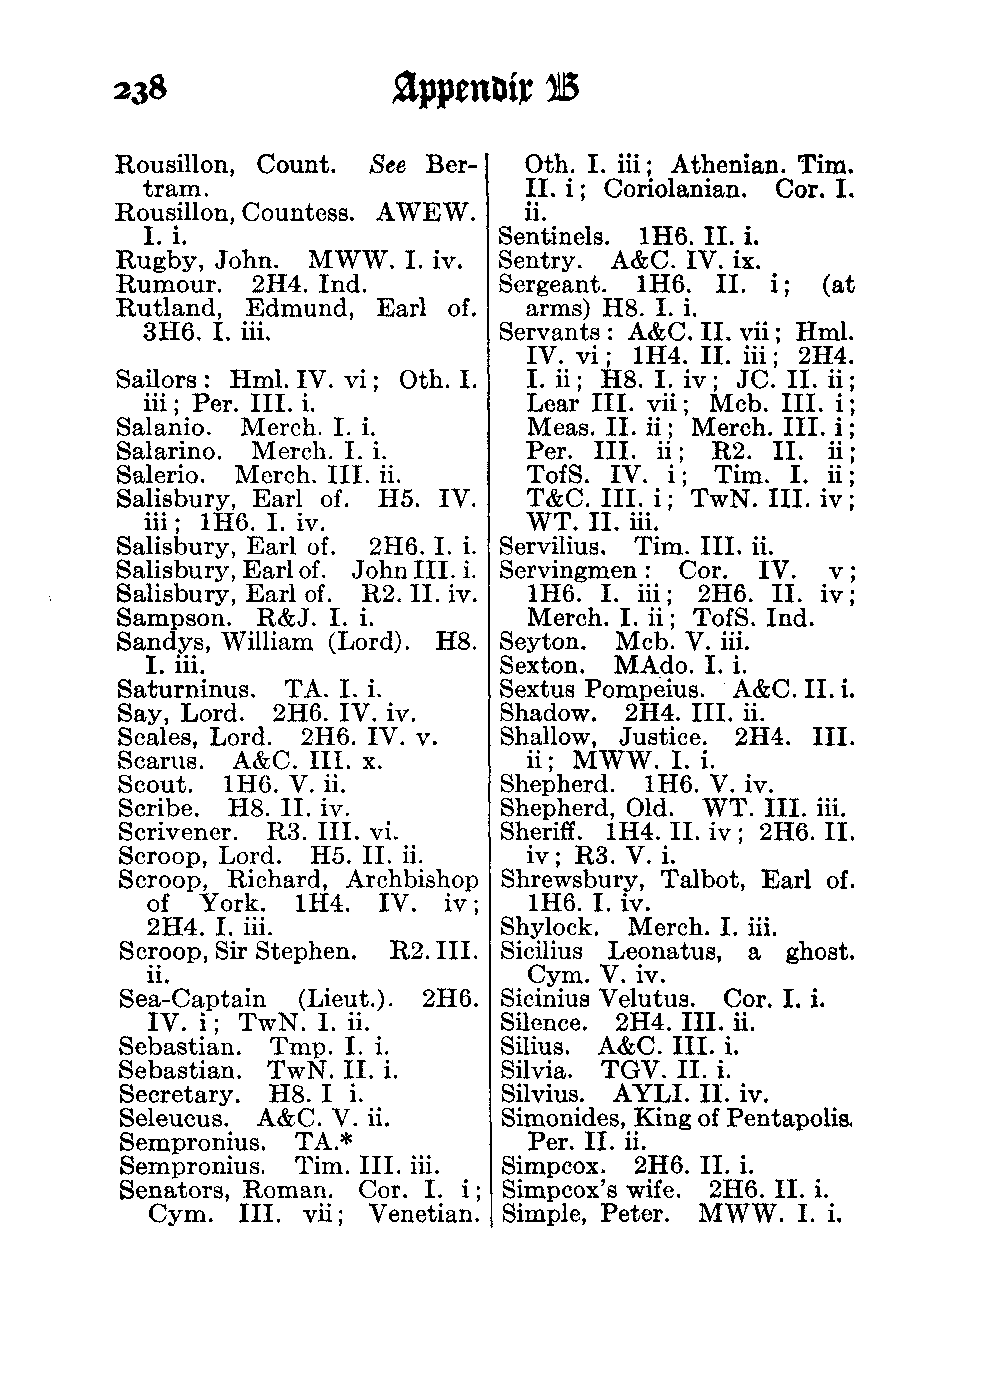 238 Appendix B
Rousillon, Count. See Ber-
tram.
Rousillon, Countess. AWEW.
I. i.
Rugby, John. MWW. I. iv.
Rumour. 2H4. Ind.
Rutland, Edmund, Earl of.
3H6. I. iii.
Sailors: Hml. IV. vi; Oth. I.
iii; Per. III. i.
Salanio. Merch. I. i.
Salarino. Merch. I. i.
Salerio. Merch. III. ii.
Salisbury, Earl of. H5. IV.
iii; 1H6. I. iv.
Salisbury, Earl of. 2H6. I. i.
Salisbury, Earl of. John III. i.
Salisbury, Earl of. R2. II. iv.
Sampson. R&J. I. i.
Sandys, William (Lord). H8.
I. iii.
Saturninus. TA. I. i.
Say, Lord. 2H6. IV. iv.
Scales, Lord. 2H6. IV. v.
Scarus. A&C. III. x.
Scout. 1H6. V. ii.
Scribe. H8. II. iv.
Scrivener. R3. III. vi.
Scroop, Lord. H5. II. ii.
Scroop, Richard, Archbishop
of York. 1H4. IV. iv;
2H4. I. iii.
Scroop, Sir Stephen. R2. III.
ii.
Sea-Captain (Lieut.). 2H6.
IV. i; TwN. I. ii.
Sebastian. Tmp. I. i.
Sebastian. TwN. II. i.
Secretary. H8. I i.
Seleucus. A&C. V. ii.
Sempronius. TA.*
Sempronius. Tim. III. iii.
Senators, Roman. Cor. I. i;
Cym. III. vii; Venetian.
Oth. I. iii; Athenian. Tim.
II. i; Coriolanian. Cor. I.
ii.
Sentinels. 1H6. II. i.
Sentry. A&C. IV. ix.
Sergeant. 1H6. II. i; (at
arms) H8. I. i.
Servants: A&C. II. vii; Hml.
IV. vi; 1H4. II. iii; 2H4.
I. ii; H8. I. iv; JC. II. ii;
Lear III. vii; Mcb. III. i;
Meas. II. ii; Merch. III. i;
Per. III. ii; R2. II. ii;
TofS. IV. i; Tim. I. ii;
T&C. III. i; TwN. III. iv;
WT. II. iii.
Servilius. Tim. III. ii.
Servingmen: Cor. IV. v;
1H6. I. iii; 2H6. II. iv;
Merch. I. ii; TofS. Ind.
Seyton. Mcb. V. iii.
Sexton. MAdo. I. i.
Sextus Pompeius. A&C. II. i.
Shadow. 2H4. III. ii.
Shallow, Justice. 2H4. III.
ii; MWW. I. i.
Shepherd. 1H6. V. iv.
Shepherd, Old. WT. III. iii.
Sheriff. 1H4. II. iv; 2H6. II.
iv; R3. V. i.
Shrewsbury, Talbot, Earl of.
1H6. I. iv.
Shylock. Merch. I. iii.
Sicilius Leonatus, a ghost.
Cym. V. iv.
Sicinius Velutus. Cor. I. i.
Silence. 2H4. III. ii.
Silius. A&C. III. i.
Silvia. TGV. II. i.
Silvius. AYLI. II. iv.
Simonides, King of Pentapolis.
Per. II. ii.
Simpcox. 2H6. II. i.
Simpcox's wife. 2H6. II. i.
Simple, Peter. MWW. I. i.